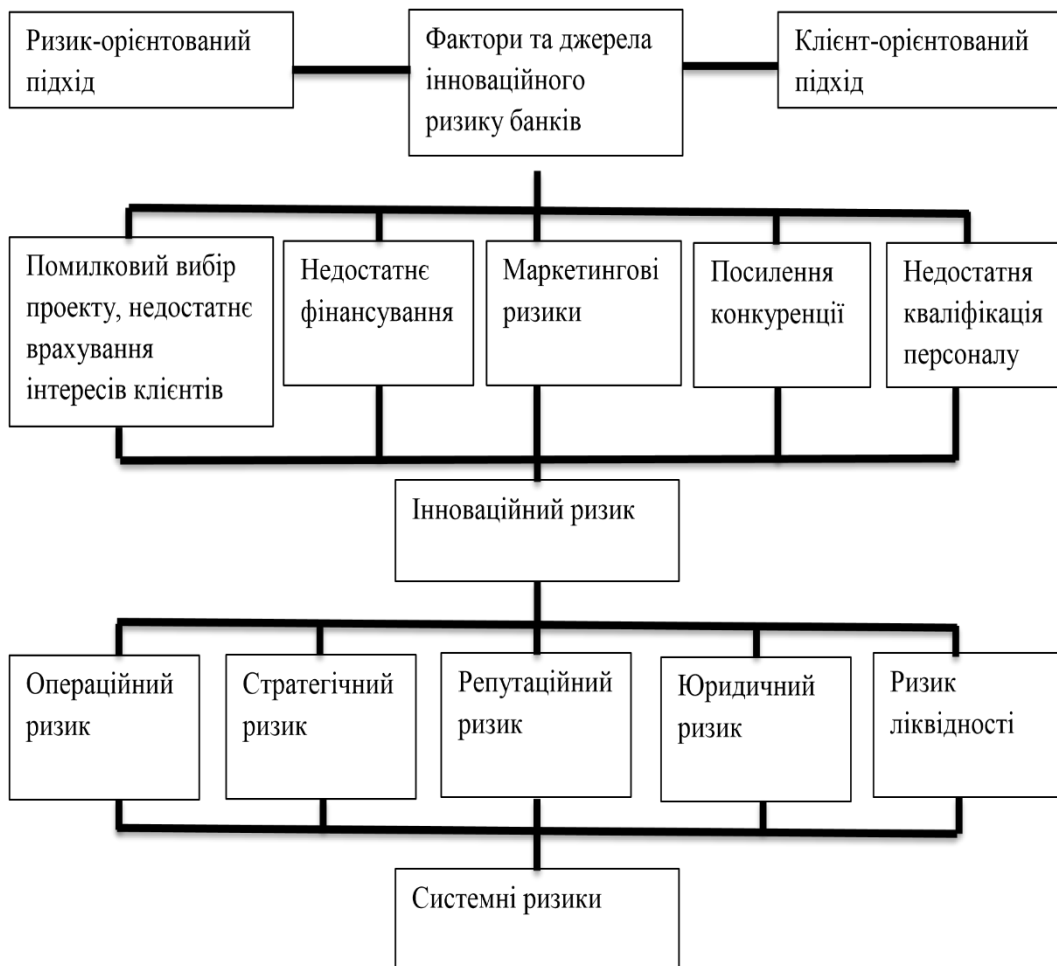 Ризик-орієнтований
підхід
Фактори та джерела
інноваційного
ризику банків
Клієнт-орієнтований
підхід
Помилковий вибір
проекту, недостатнє
врахування
інтересів клієнтів
Недостатнє
фінансування
Маркетингові
ризики
Посилення
конкуренції
Недостатня
кваліфікація
персоналу
Інноваційний ризик
Операційний
ризик
Стратегічний
ризик
Репутаційний
ризик
Юридичний
ризик
Ризик
ліквідності
Системні ризики